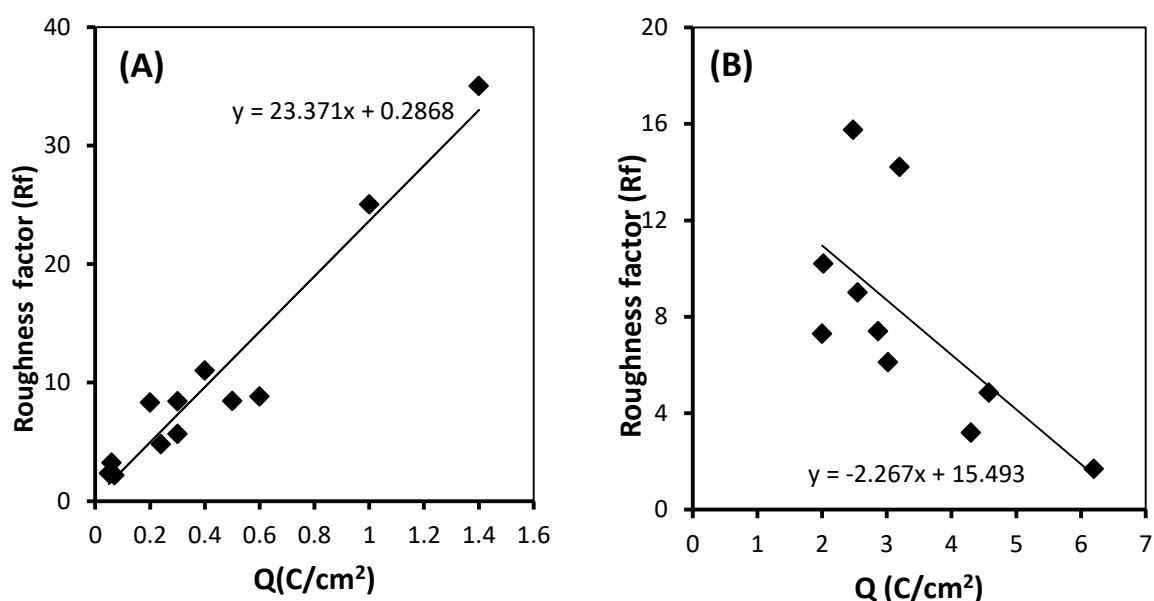 (A)
y = 23.371x + 0.2868
Roughness factor (Rf)
40
30
20
10
0
0 0.2 0.4 0.6 0.8 1 1.2 1.4 1.6
Q(C/cm²)
(B)
y = -2.267x + 15.493
Roughness factor (Rf)
20
16
12
8
4
0
0 1 2 3 4 5 6 7
Q (C/cm²)